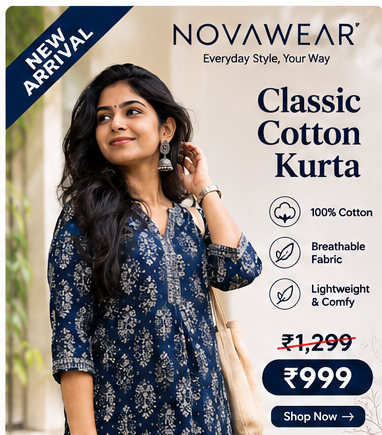 NEW
ARRIVAL
NOVAWEAR
Everyday Style, Your Way
Classic
Cotton
Kurta
100% Cotton
Breathable
Fabric
Lightweight
& Comfy
₹1,299
₹999
Shop Now →